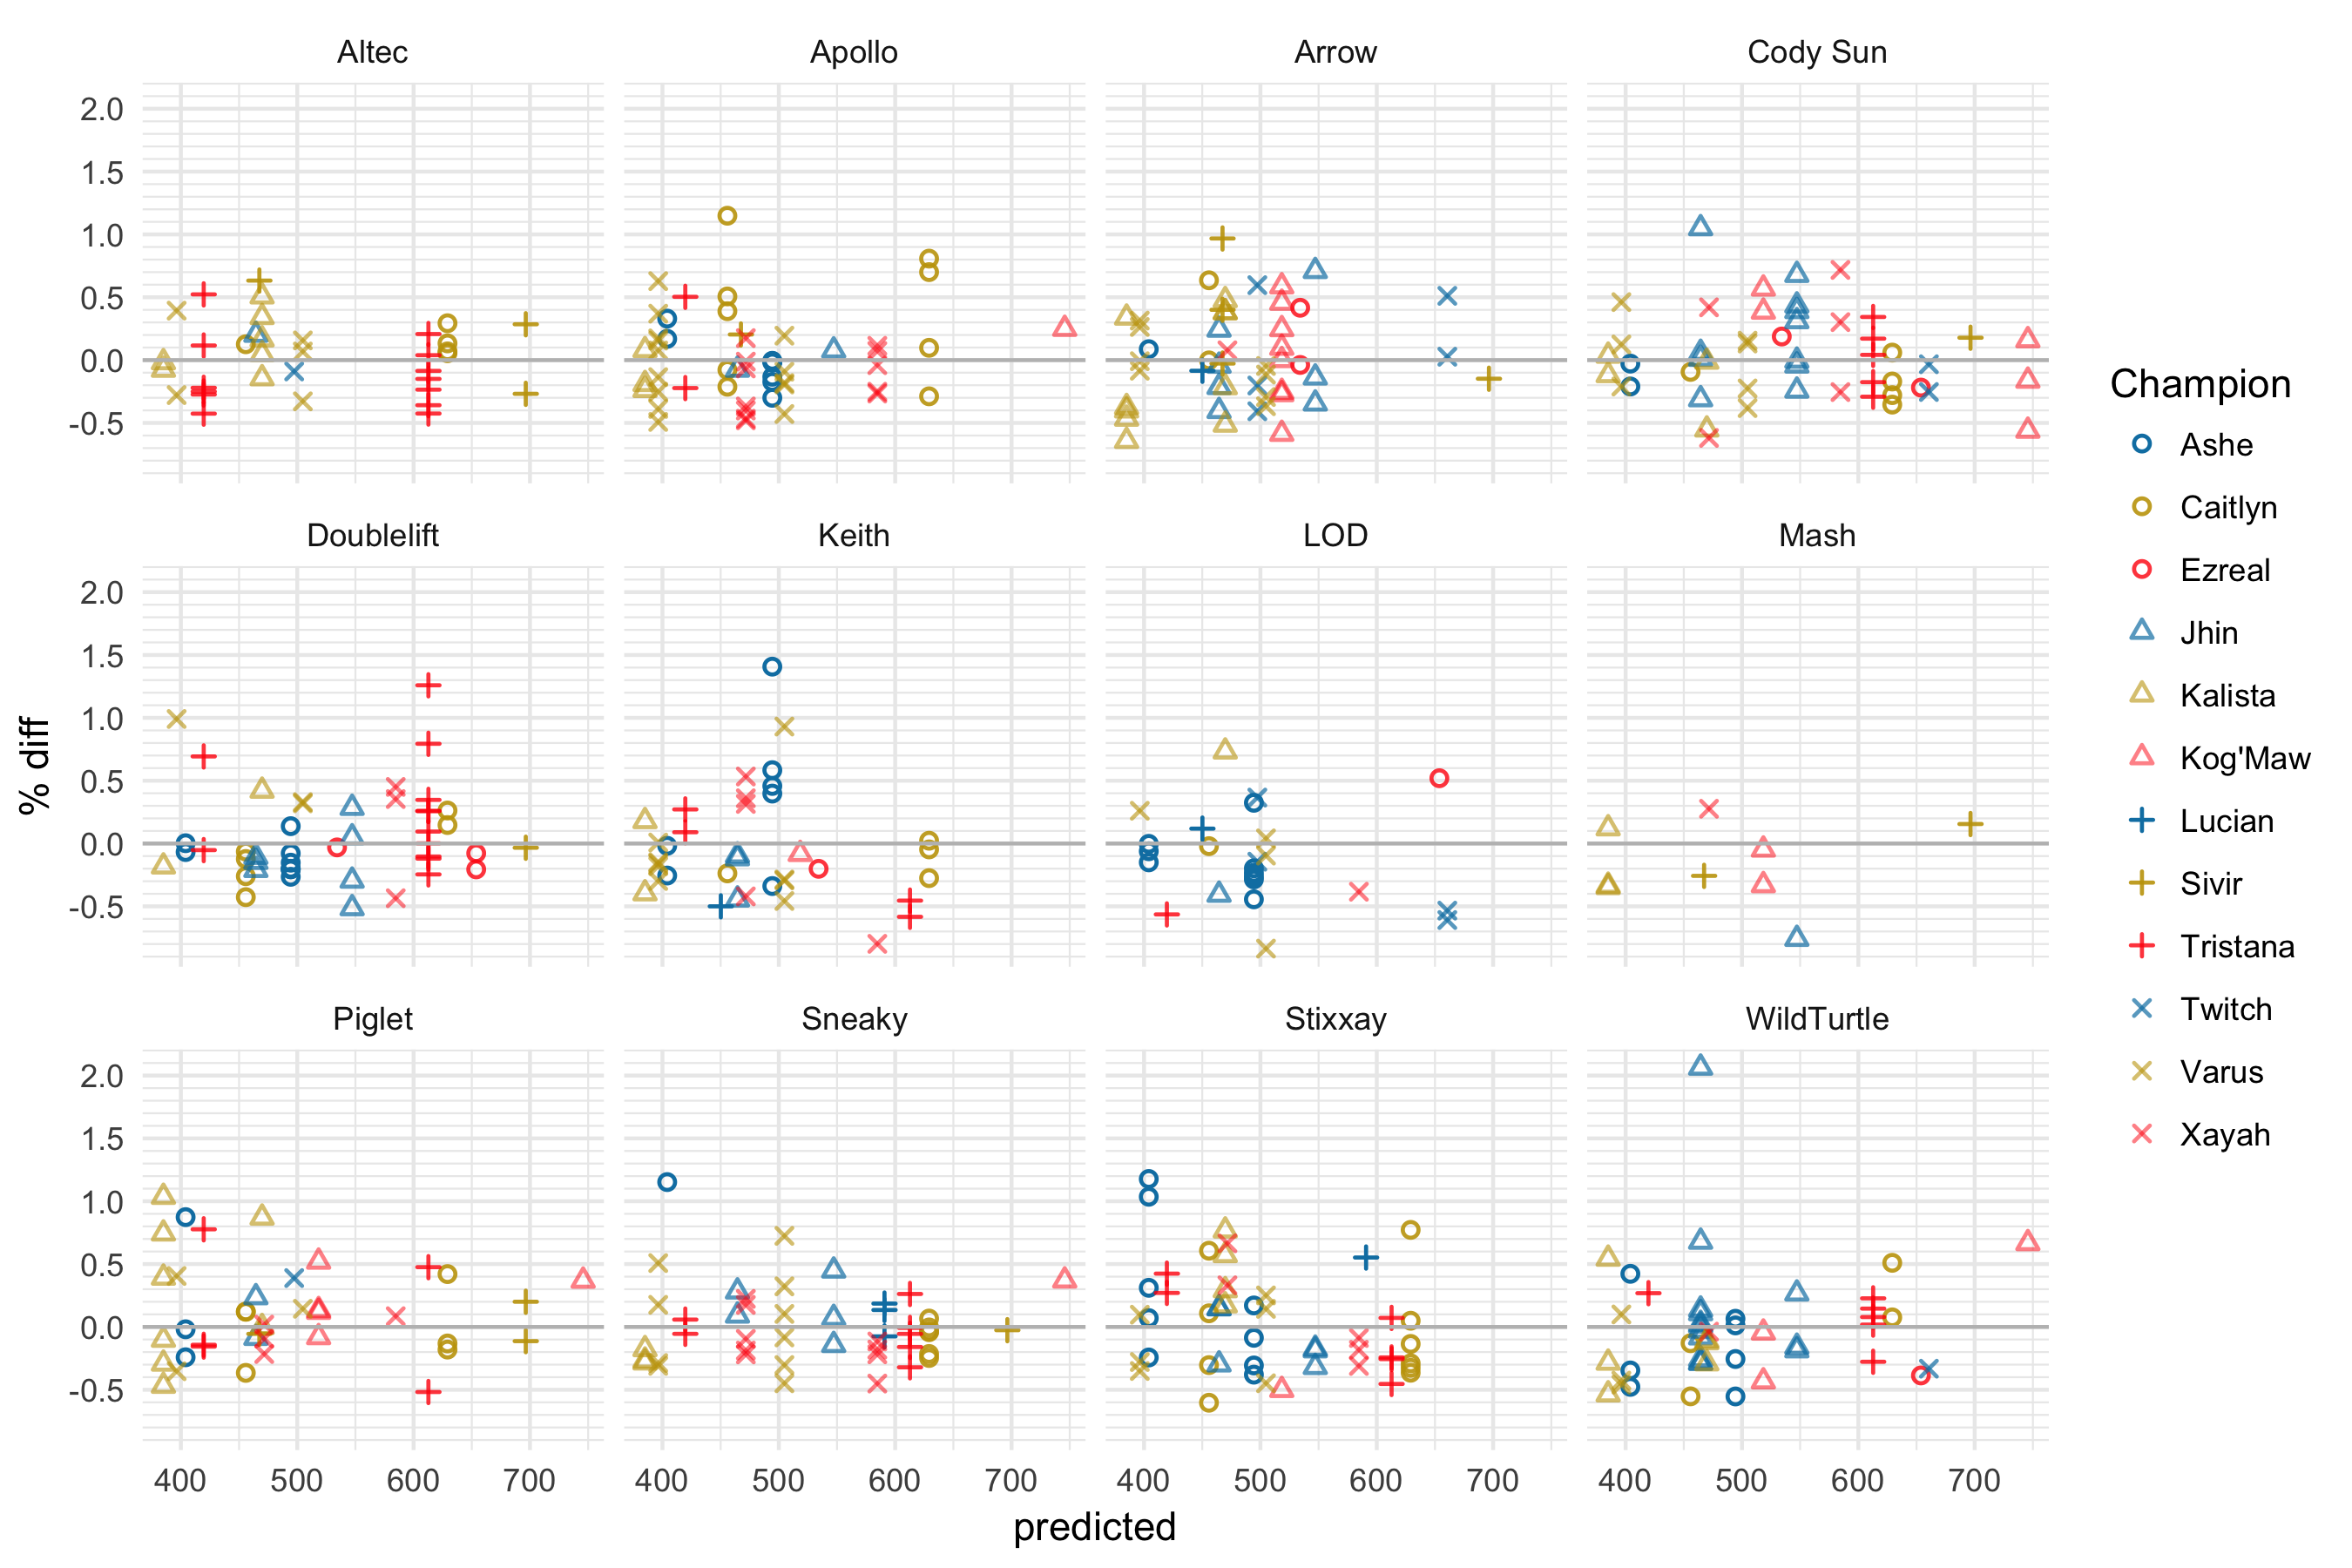 Altec
Apollo
Arrow
Cody Sun
2.0
1.5
1.0
0.5
0.0
-0.5
Doublelift
Keith
LOD
Mash
2.0
1.5
1.0
0.5
0.0
-0.5
% diff
Piglet
Sneaky
Stixxay
WildTurtle
2.0
1.5
1.0
0.5
0.0
-0.5
400 500 600 700
400 500 600 700
400 500 600 700
400 500 600 700
predicted
Champion
Ashe
Caitlyn
Ezreal
Jhin
Kalista
Kog'Maw
Lucian
Sivir
Tristana
Twitch
Varus
Xayah